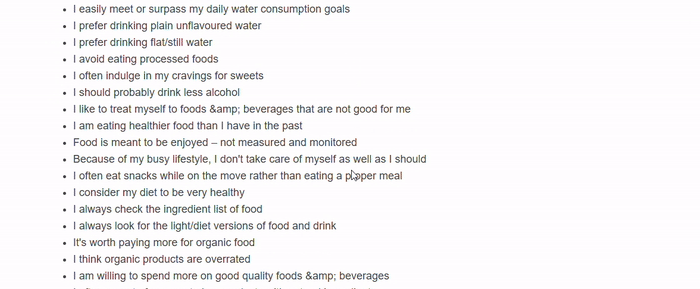 I easily meet or surpass my daily water consumption goals
I prefer drinking plain unflavoured water
I prefer drinking flat/still water
I avoid eating processed foods
I often indulge in my cravings for sweets
I should probably drink less alcohol
I like to treat myself to foods &amp; beverages that are not good for me
I am eating healthier food than I have in the past
Food is meant to be enjoyed – not measured and monitored
Because of my busy lifestyle, I don't take care of myself as well as I should
I often eat snacks while on the move rather than eating a proper meal
I consider my diet to be very healthy
I always check the ingredient list of food
I always look for the light/diet versions of food and drink
It's worth paying more for organic food
I think organic products are overrated
I am willing to spend more on good quality foods &amp; beverages